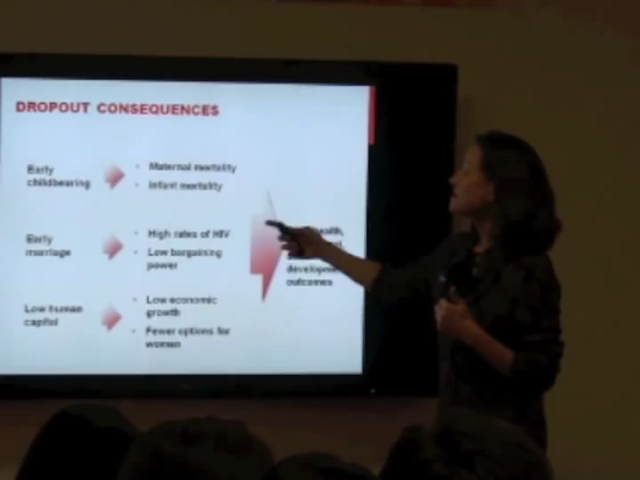 DROPOUT CONSEQUENCES
Early
childbearing
• Maternal mortality
• Infant mortality
Early
marriage
• High rates of HIV
• Low bargaining
power
Low human
capital
• Low economic
growth
• Fewer options for
women
outcomes